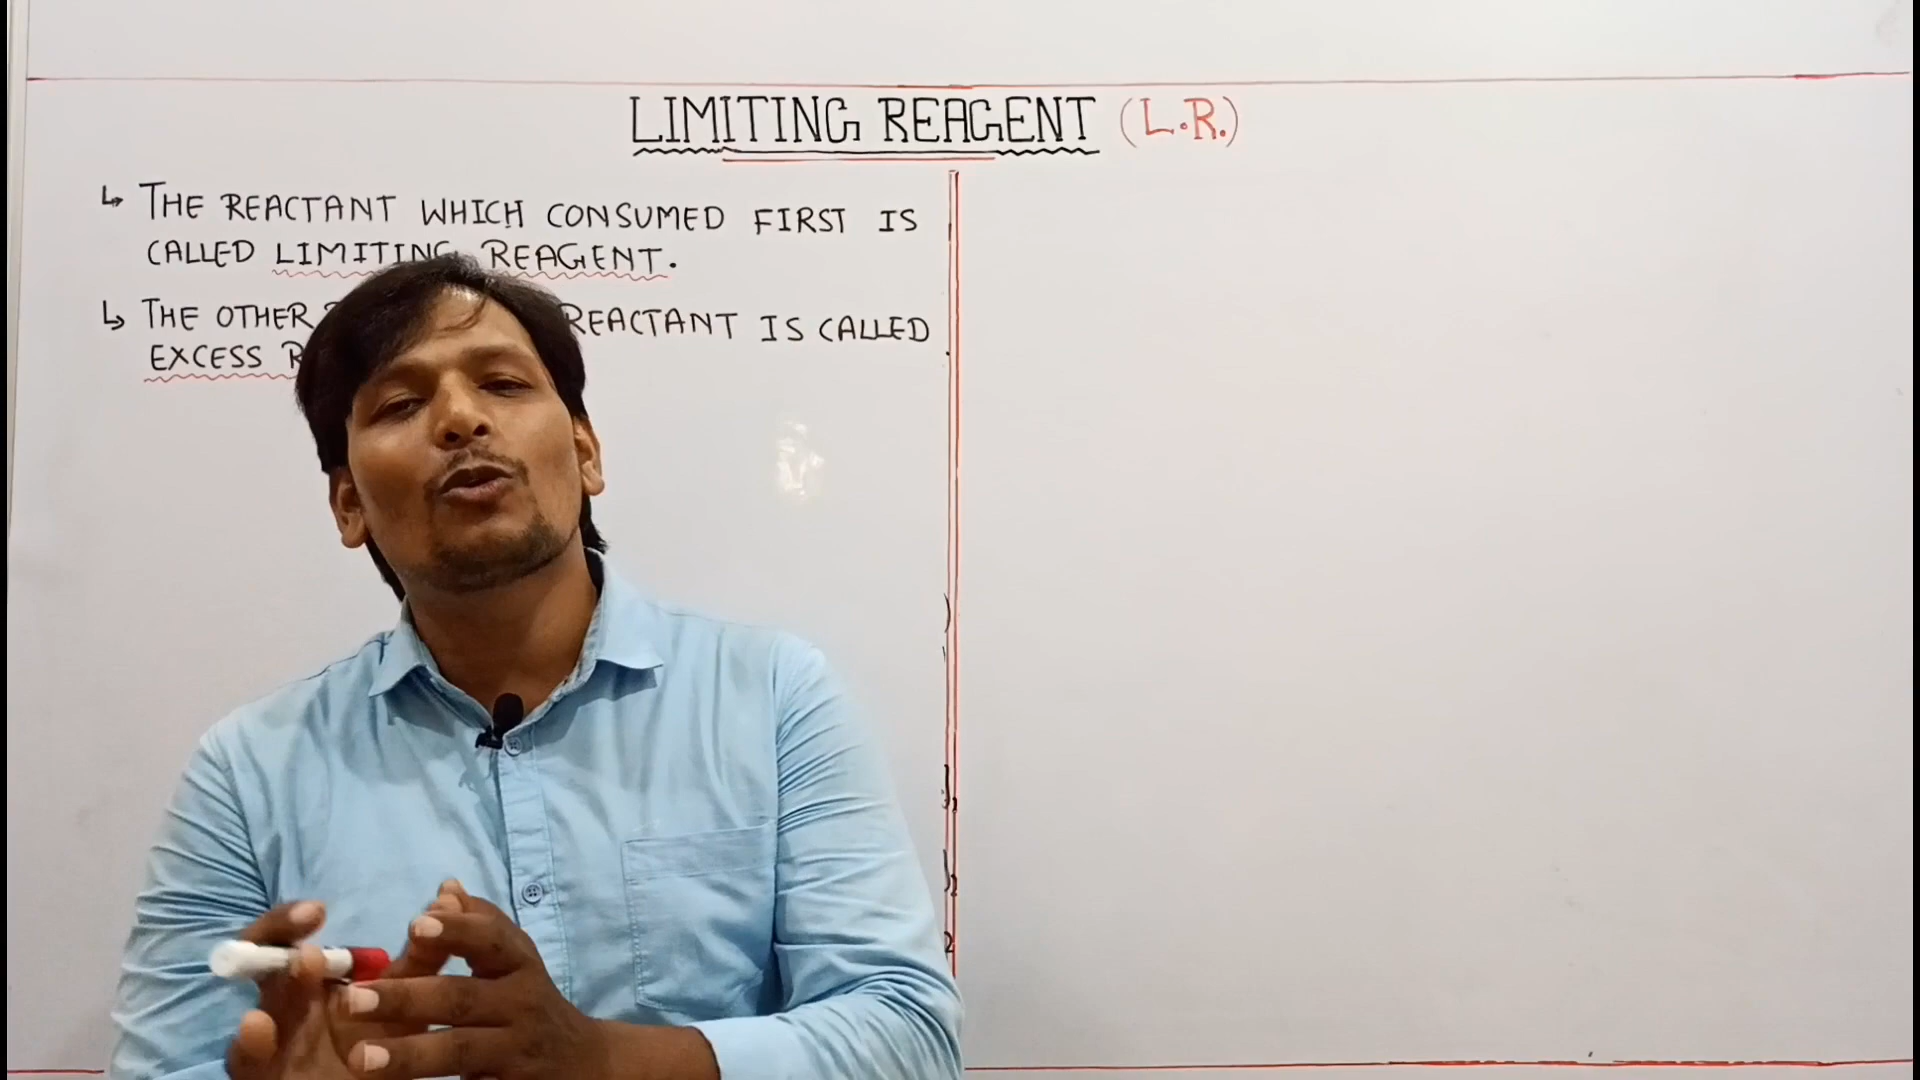 LIMITING REAGENT (L.R.)
↳ THE REACTANT WHICH CONSUMED FIRST IS
CALLED LIMITING REAGENT.
↳ THE OTHER REACTANT IS CALLED
EXCESS